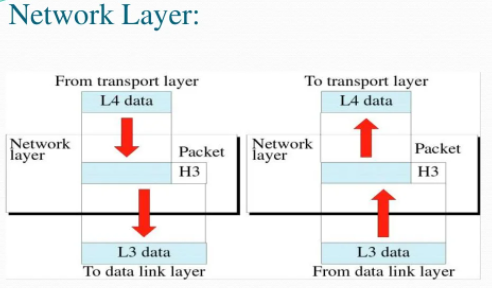 Network Layer:
From transport layer
L4 data
Network
layer
Packet
H3
L3 data
To data link layer
To transport layer
L4 data
Network
layer
Packet
H3
L3 data
From data link layer